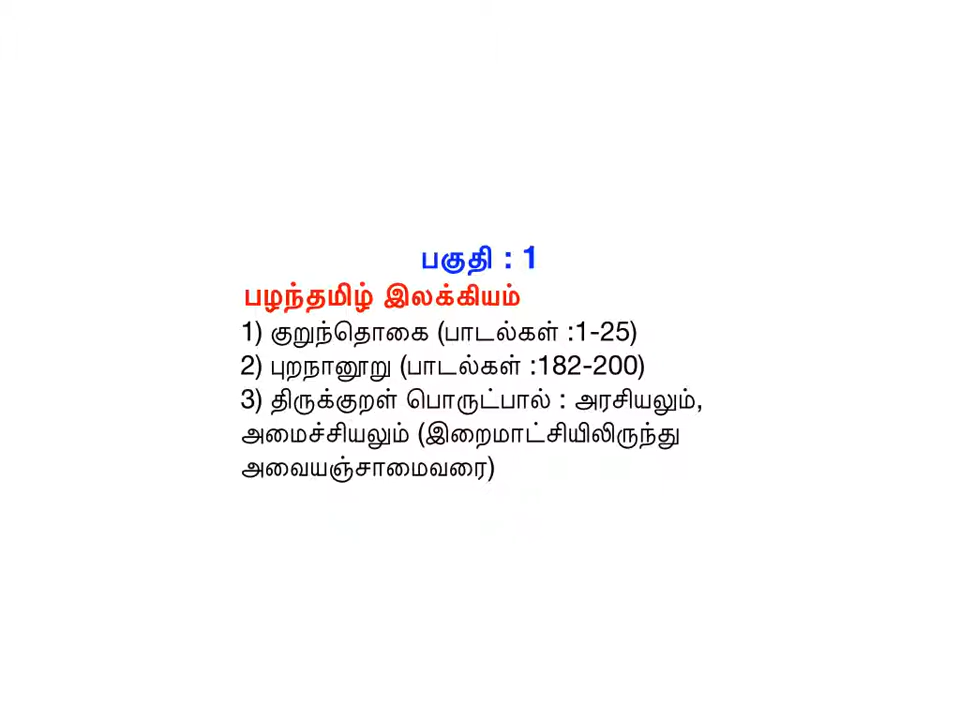 பகுதி : 1
பழந்தமிழ் இலக்கியம்
1) குறுந்தொகை (பாடல்கள் :1-25)
2) புறநானூறு (பாடல்கள் :182-200)
3) திருக்குறள் பொருட்பால் : அரசியலும்,
அமைச்சியலும் (இறைமாட்சியிலிருந்து
அவையஞ்சாமைவரை)